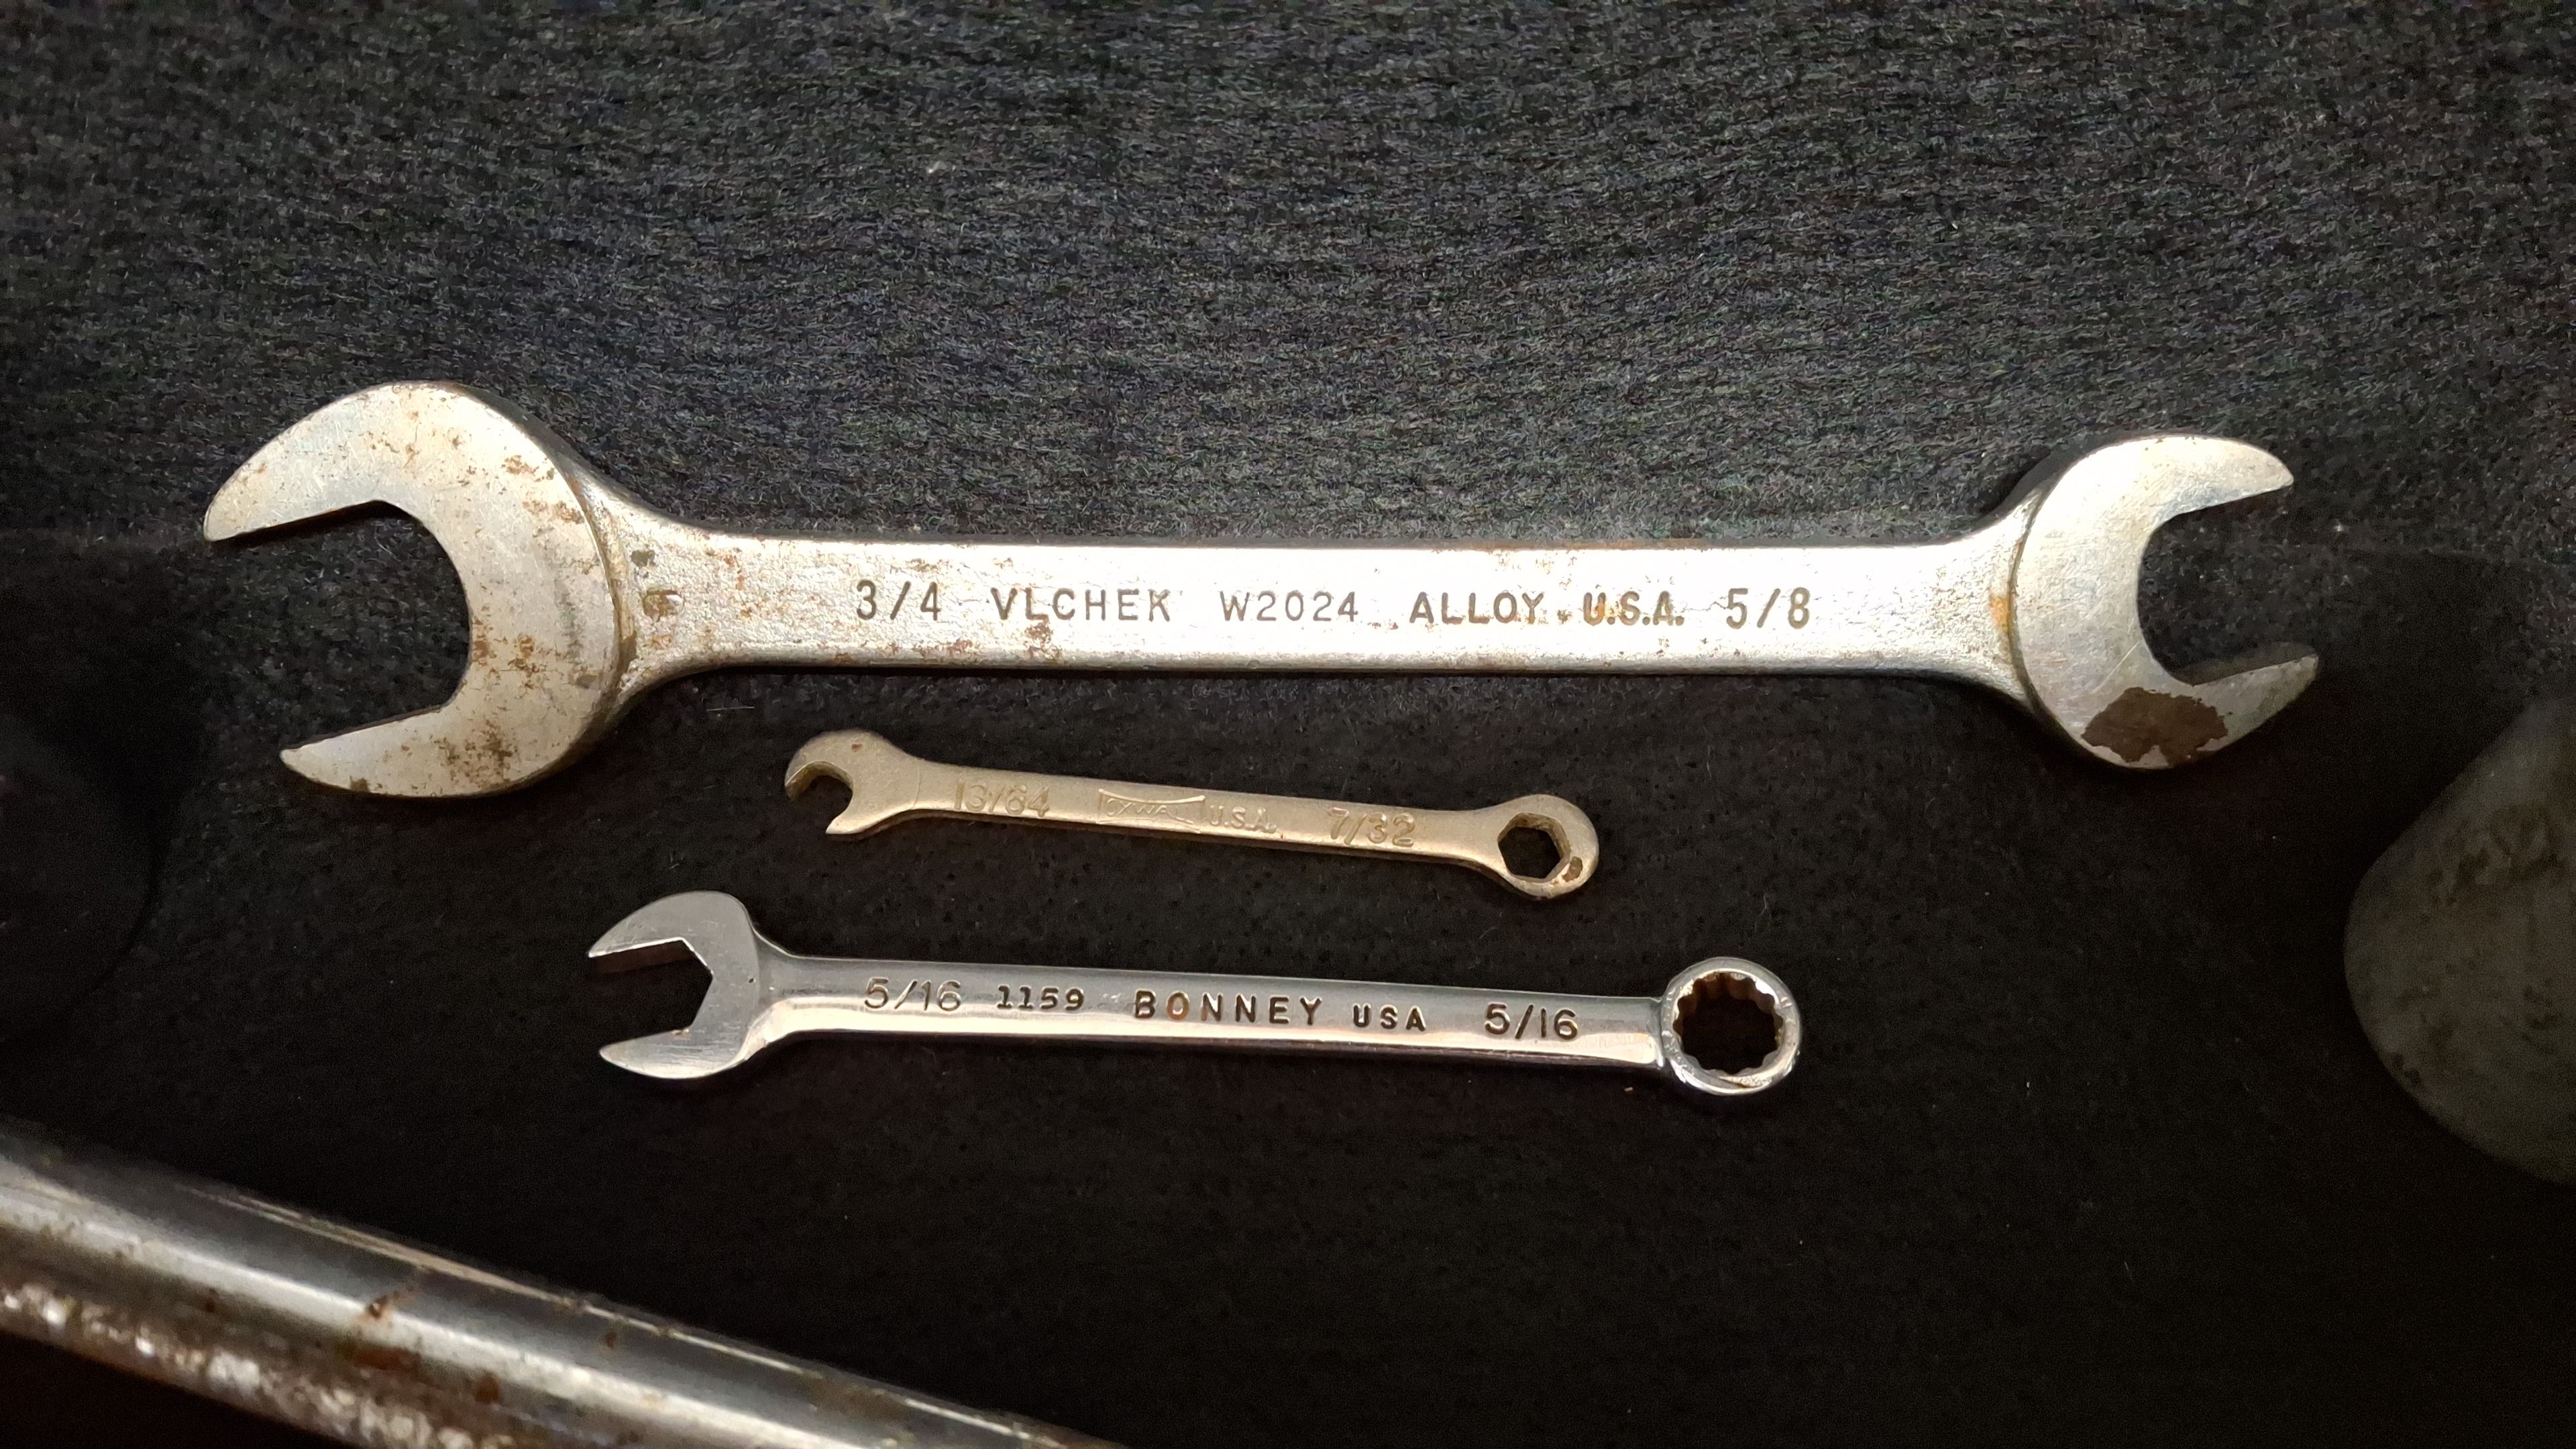 3/4 VLCHEK W2024 ALLOY U.S.A. 5/8
13/64 U.S.A. 7/32
5/16 1159 BONNEY USA 5/16